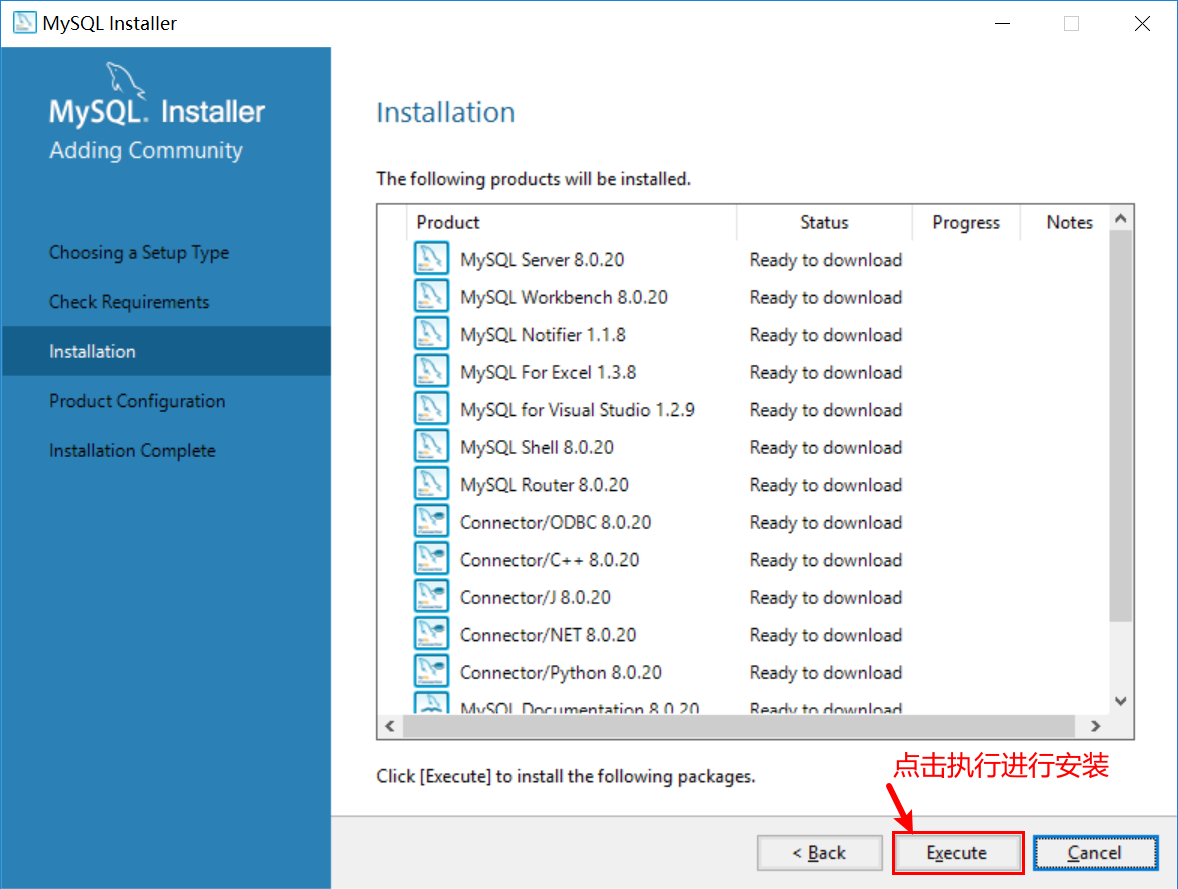 MySQL Installer
MySQL. Installer
Adding Community
Choosing a Setup Type
Check Requirements
Installation
Product Configuration
Installation Complete
Installation
The following products will be installed.
Product Status Progress Notes
MySQL Server 8.0.20 Ready to download
MySQL Workbench 8.0.20 Ready to download
MySQL Notifier 1.1.8 Ready to download
MySQL For Excel 1.3.8 Ready to download
MySQL for Visual Studio 1.2.9 Ready to download
MySQL Shell 8.0.20 Ready to download
MySQL Router 8.0.20 Ready to download
Connector/ODBC 8.0.20 Ready to download
Connector/C++ 8.0.20 Ready to download
Connector/J 8.0.20 Ready to download
Connector/NET 8.0.20 Ready to download
Connector/Python 8.0.20 Ready to download
MySQL Documentation 8.0.20 Ready to download
Click [Execute] to install the following packages.
点击执行进行安装
< Back Execute Cancel